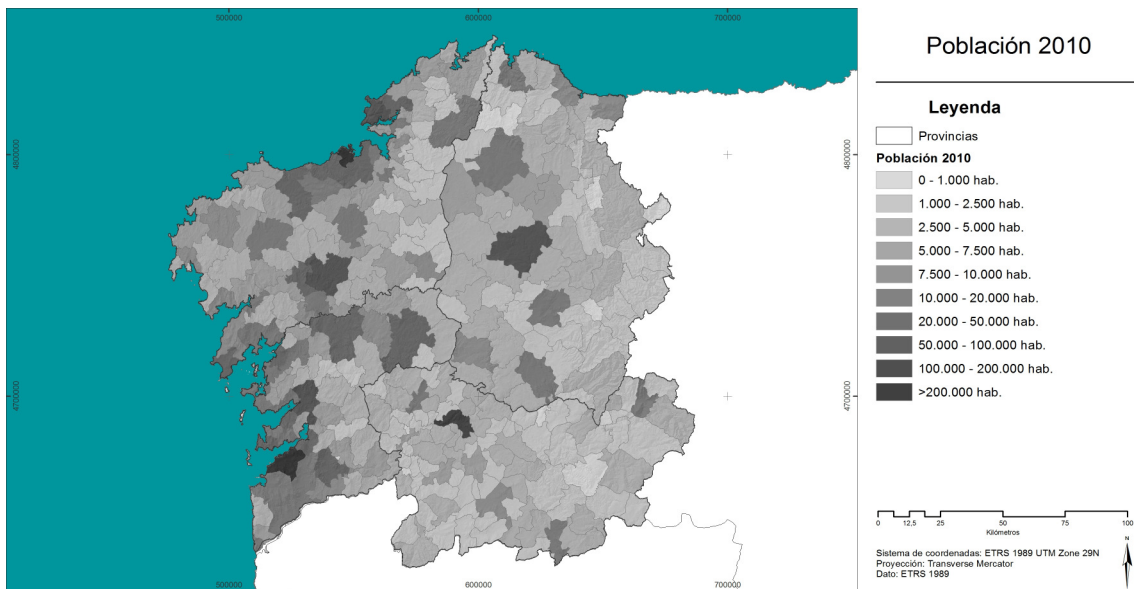 500000
600000
700000
4800000
4800000
4700000
4700000
500000
600000
700000
Población 2010
Leyenda
Provincias
Población 2010
0 - 1.000 hab.
1.000 - 2.500 hab.
2.500 - 5.000 hab.
5.000 - 7.500 hab.
7.500 - 10.000 hab.
10.000 - 20.000 hab.
20.000 - 50.000 hab.
50.000 - 100.000 hab.
100.000 - 200.000 hab.
>200.000 hab.
0 12,5 25 50 75 100
Kilómetros
Sistema de coordenadas: ETRS 1989 UTM Zone 29N
Proyección: Transverse Mercator
Dato: ETRS 1989
N